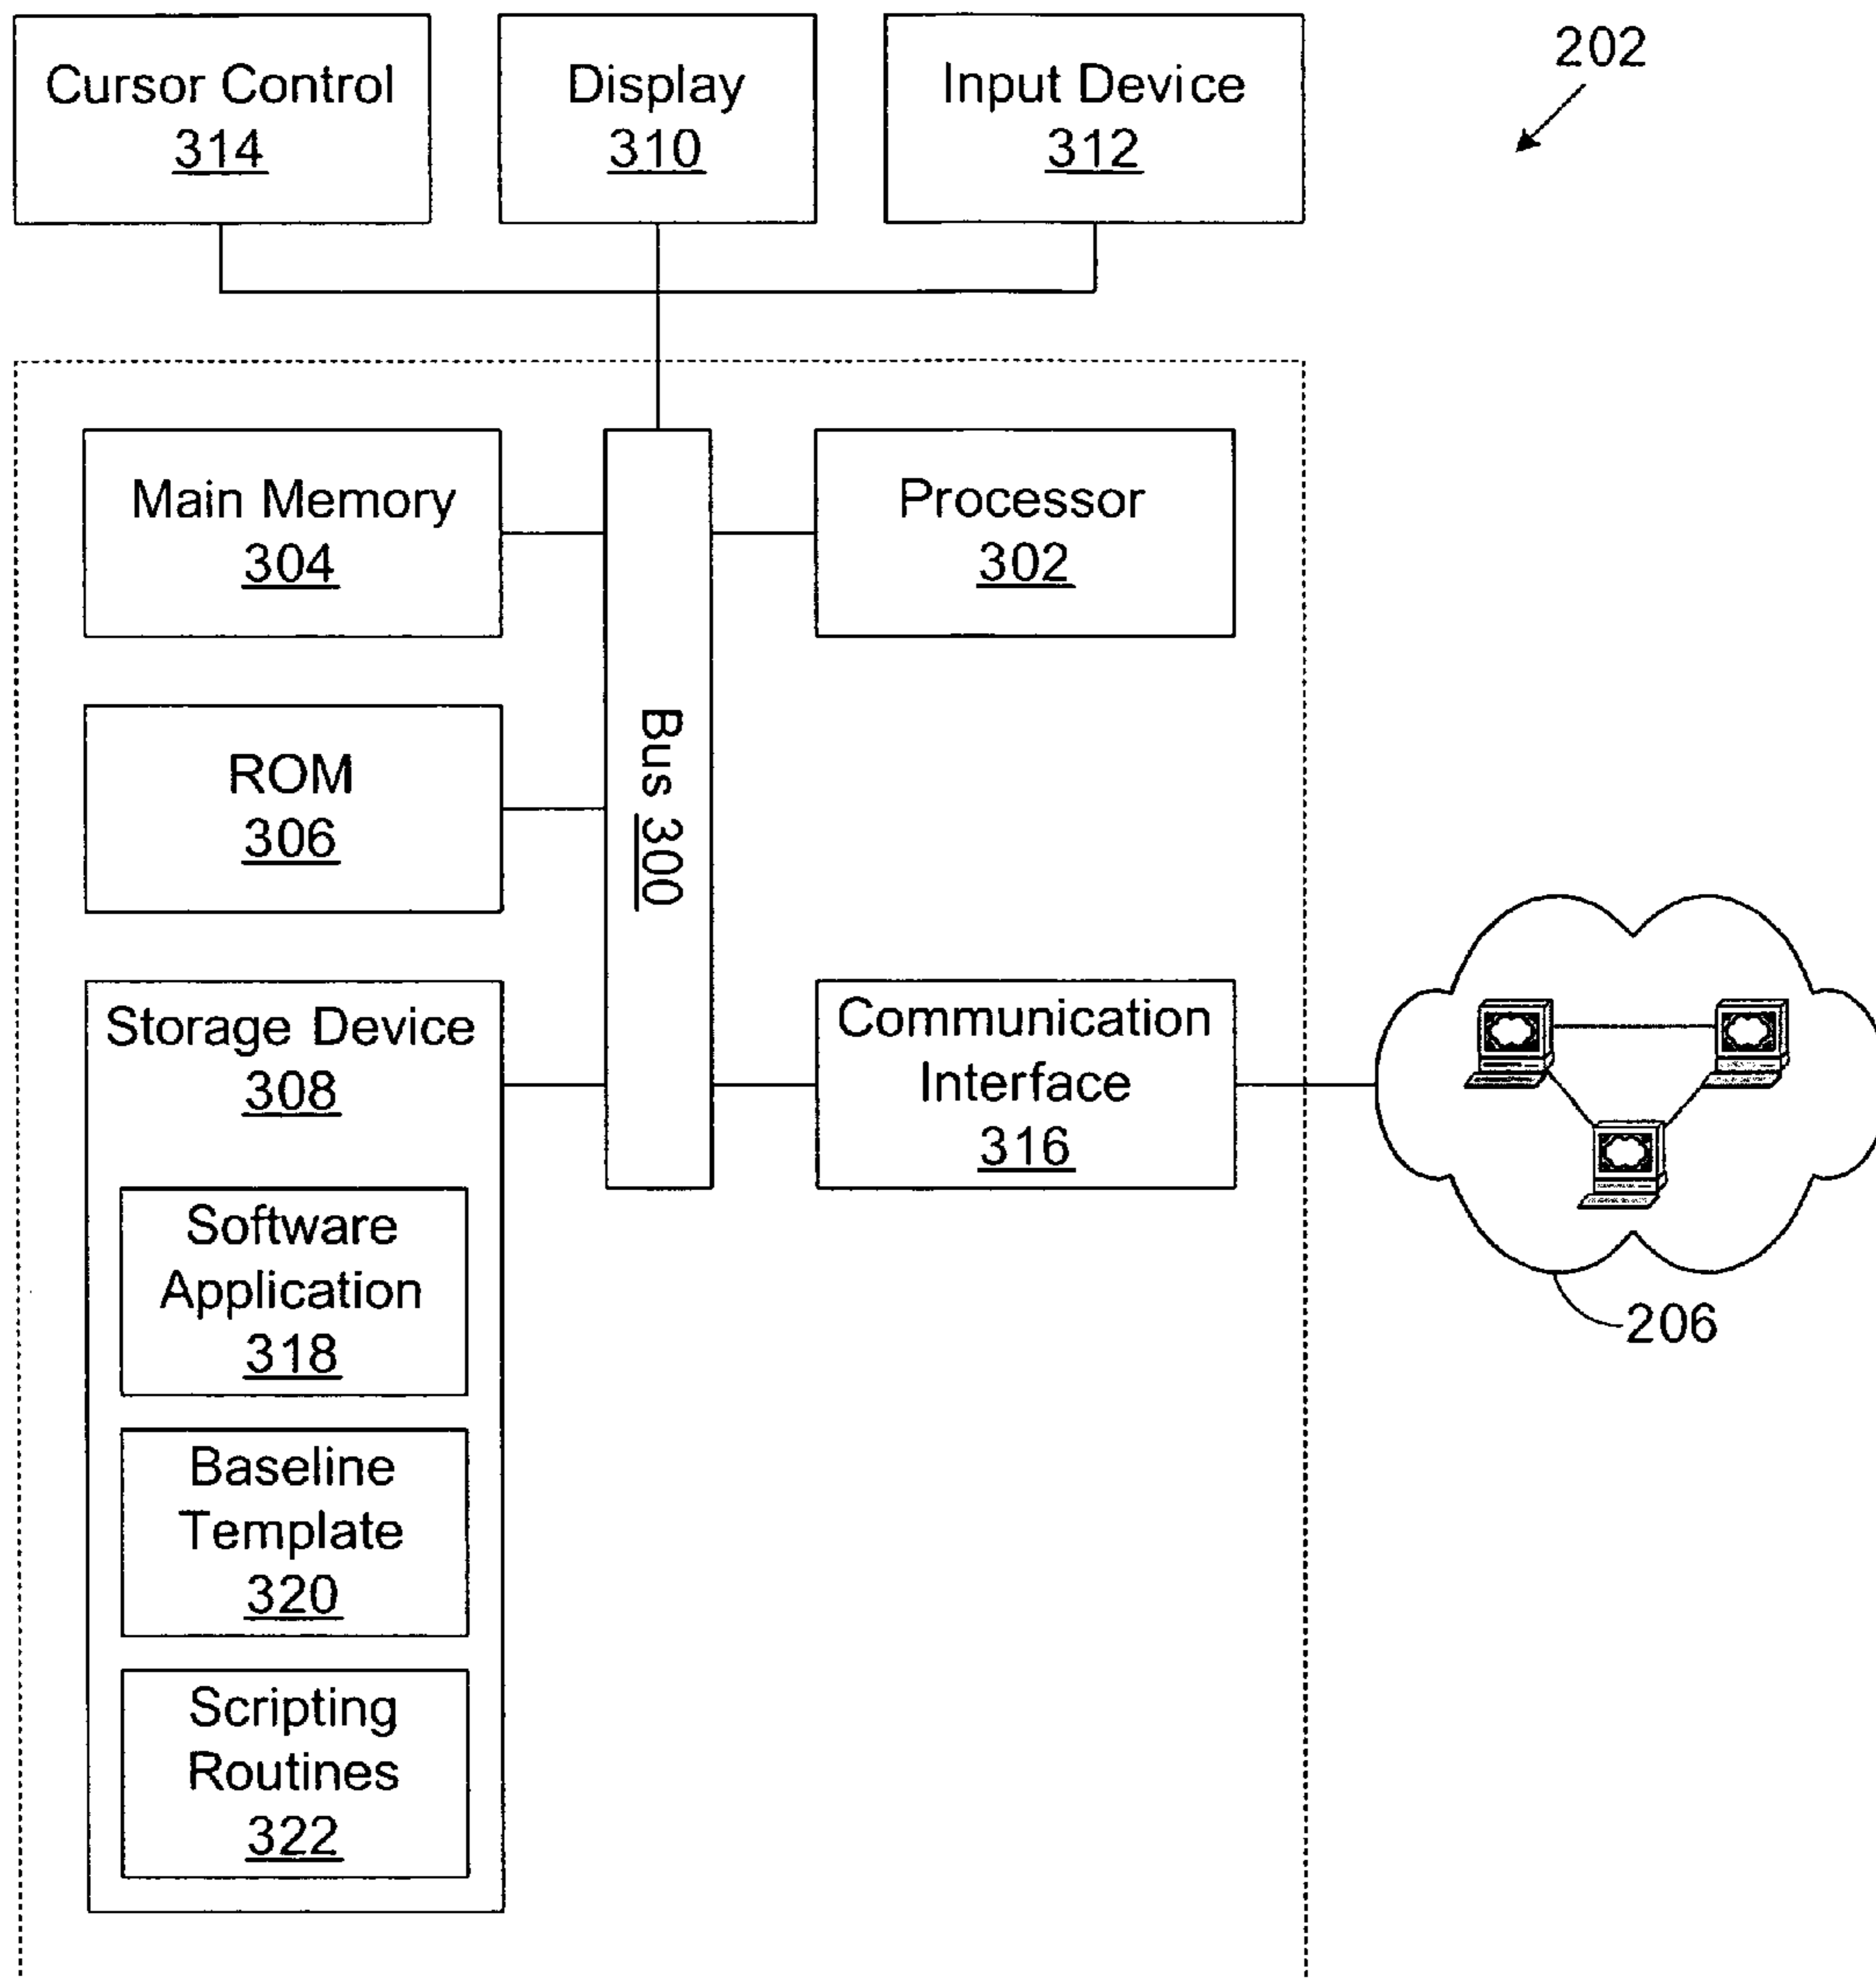 Cursor Control
314
Display
310
Input Device
312
202
Main Memory
304
Processor
302
ROM
306
Bus 300
Storage Device
308
Communication
Interface
316
Software
Application
318
Baseline
Template
320
Scripting
Routines
322
206